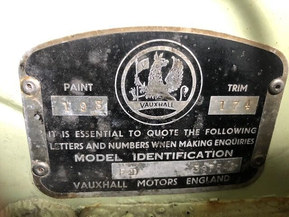 PAINT
TRIM
VAUXHALL
174
IT IS ESSENTIAL TO QUOTE THE FOLLOWING
LETTERS AND NUMBERS WHEN MAKING ENQUIRIES
MODEL IDENTIFICATION
VAUXHALL MOTORS ENGLAND